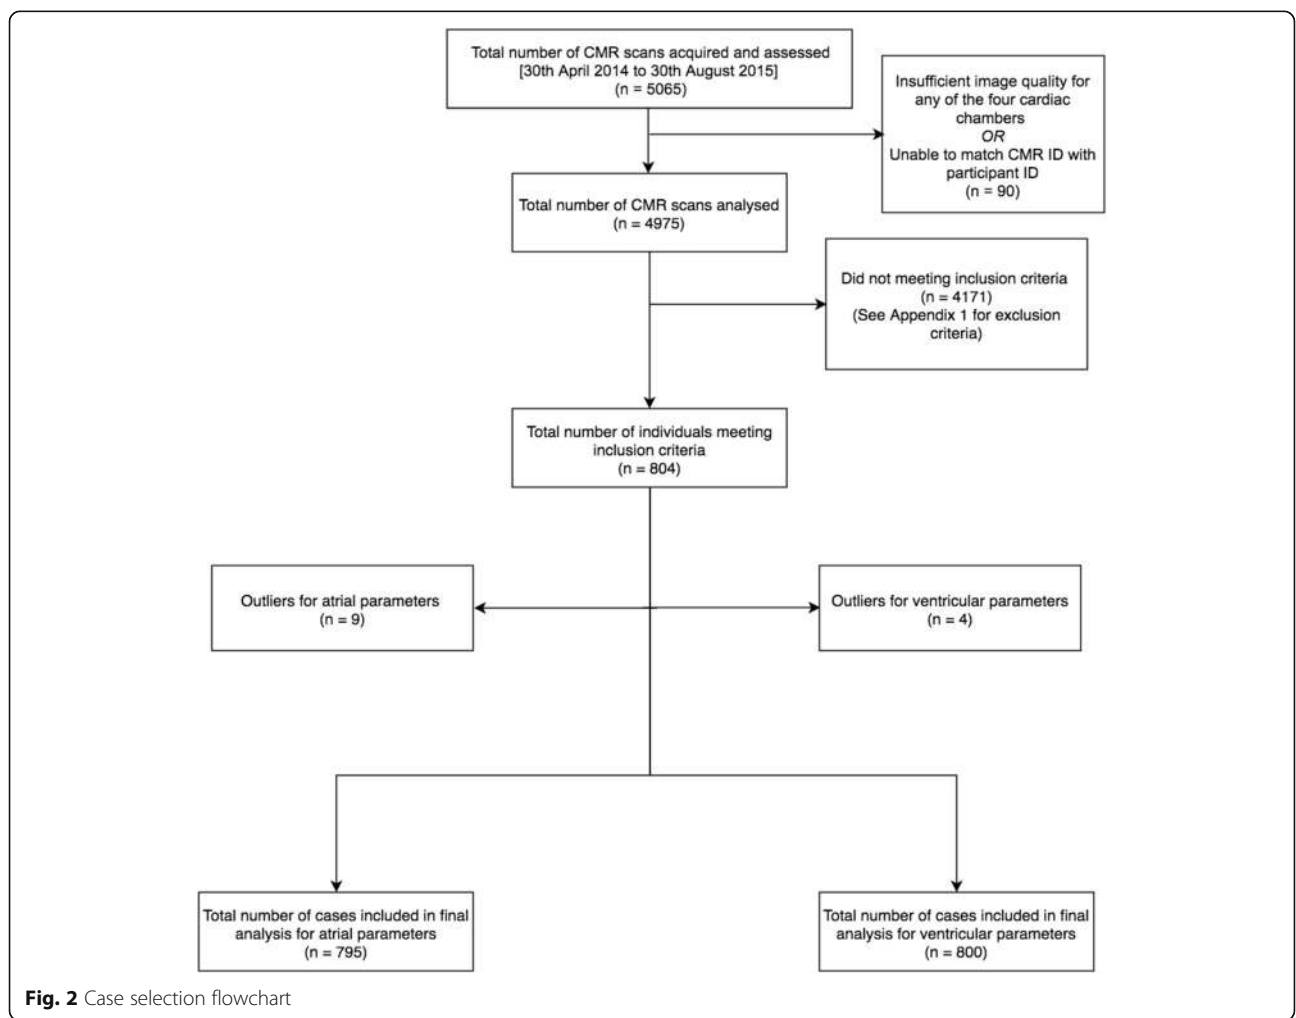 Total number of CMR scans acquired and assessed
[30th April 2014 to 30th August 2015]
(n = 5065)
Insufficient image quality for
any of the four cardiac
chambers
OR
Unable to match CMR ID with
participant ID
(n = 90)
Total number of CMR scans analysed
(n = 4975)
Did not meeting inclusion criteria
(n = 4171)
(See Appendix 1 for exclusion
criteria)
Total number of individuals meeting
inclusion criteria
(n = 804)
Outliers for atrial parameters
(n = 9)
Outliers for ventricular parameters
(n = 4)
Total number of cases included in final
analysis for atrial parameters
(n = 795)
Total number of cases included in final
analysis for ventricular parameters
(n = 800)
Fig. 2 Case selection flowchart